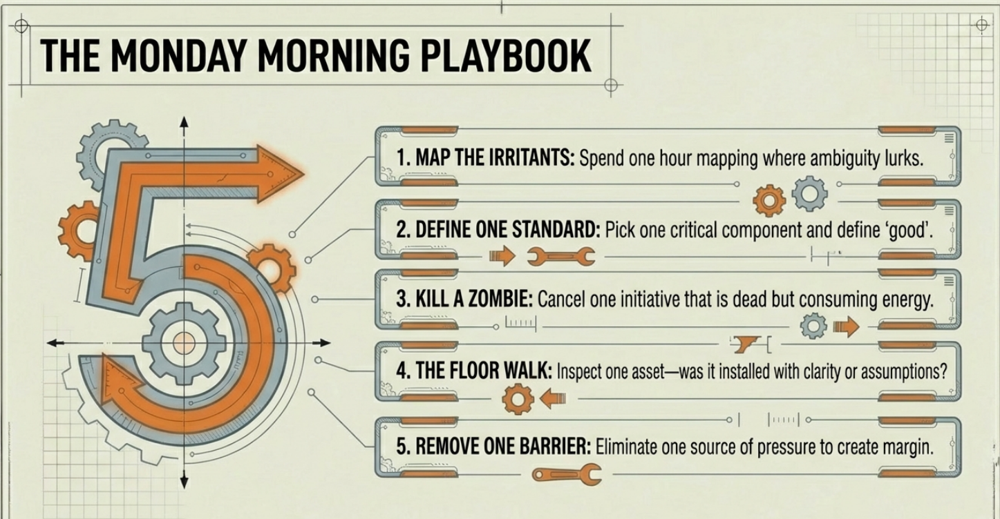 THE MONDAY MORNING PLAYBOOK
1. MAP THE IRRITANTS: Spend one hour mapping where ambiguity lurks.
2. DEFINE ONE STANDARD: Pick one critical component and define ‘good’.
3. KILL A ZOMBIE: Cancel one initiative that is dead but consuming energy.
4. THE FLOOR WALK: Inspect one asset—was it installed with clarity or assumptions?
5. REMOVE ONE BARRIER: Eliminate one source of pressure to create margin.